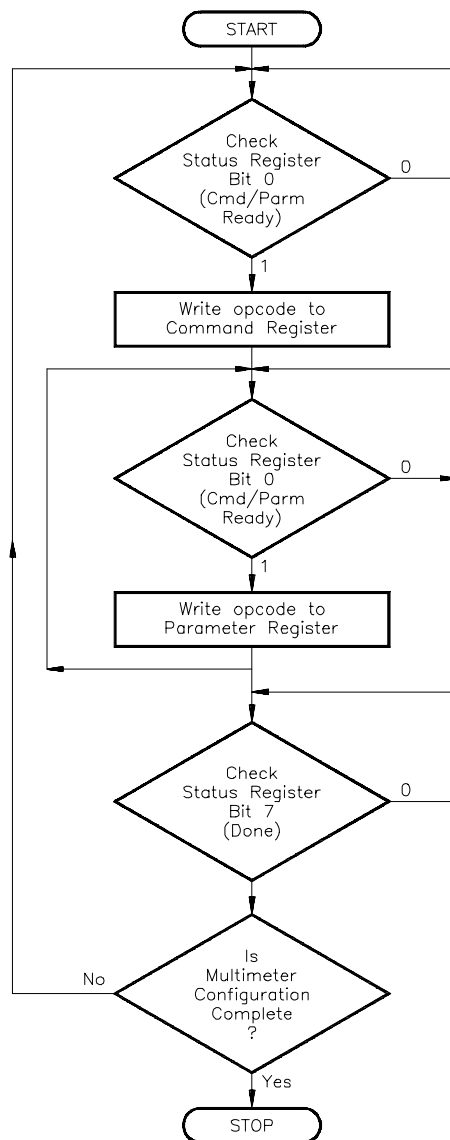 START
Check
Status Register
Bit 0
(Cmd/Parm
Ready)
0
1
Write opcode to
Command Register
Check
Status Register
Bit 0
(Cmd/Parm
Ready)
0
1
Write opcode to
Parameter Register
Check
Status Register
Bit 7
(Done)
0
Is
Multimeter
Configuration
Complete
?
No
Yes
STOP